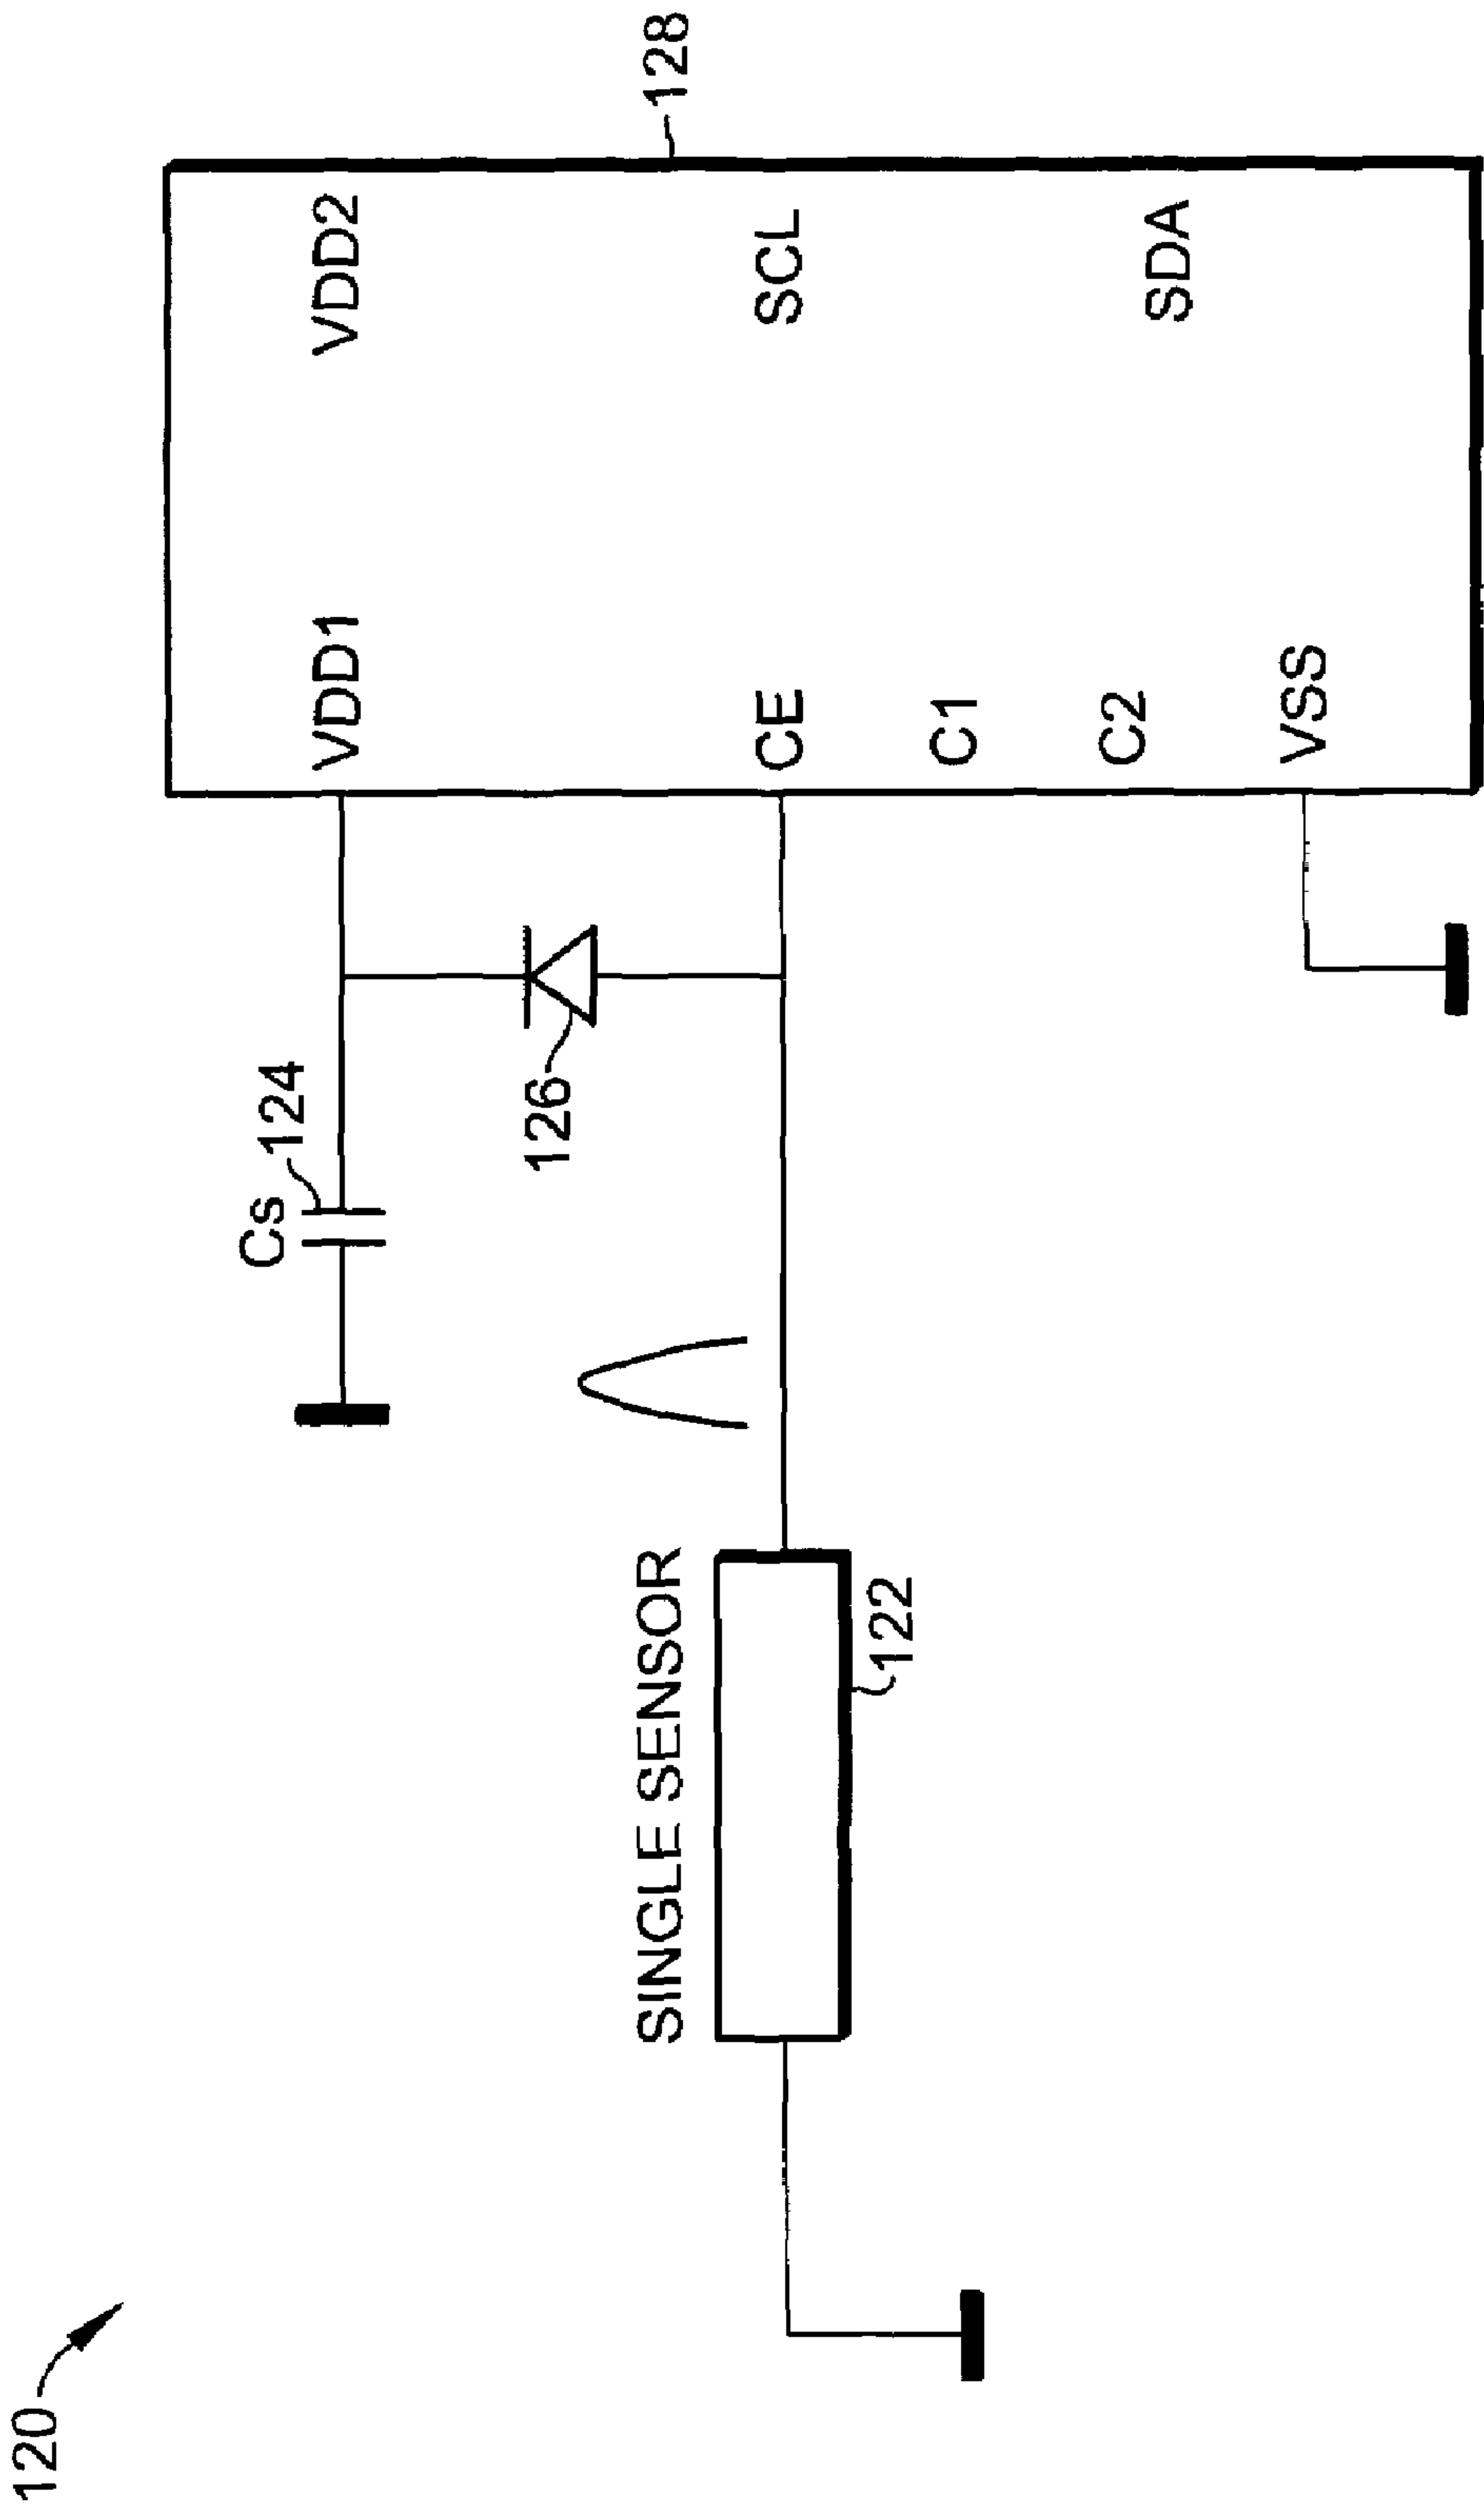 120
SINGLE SENSOR
122
Cs
124
126
VDD1
VDD2
CE
SCL
C1
C2
SDA
VSS
128